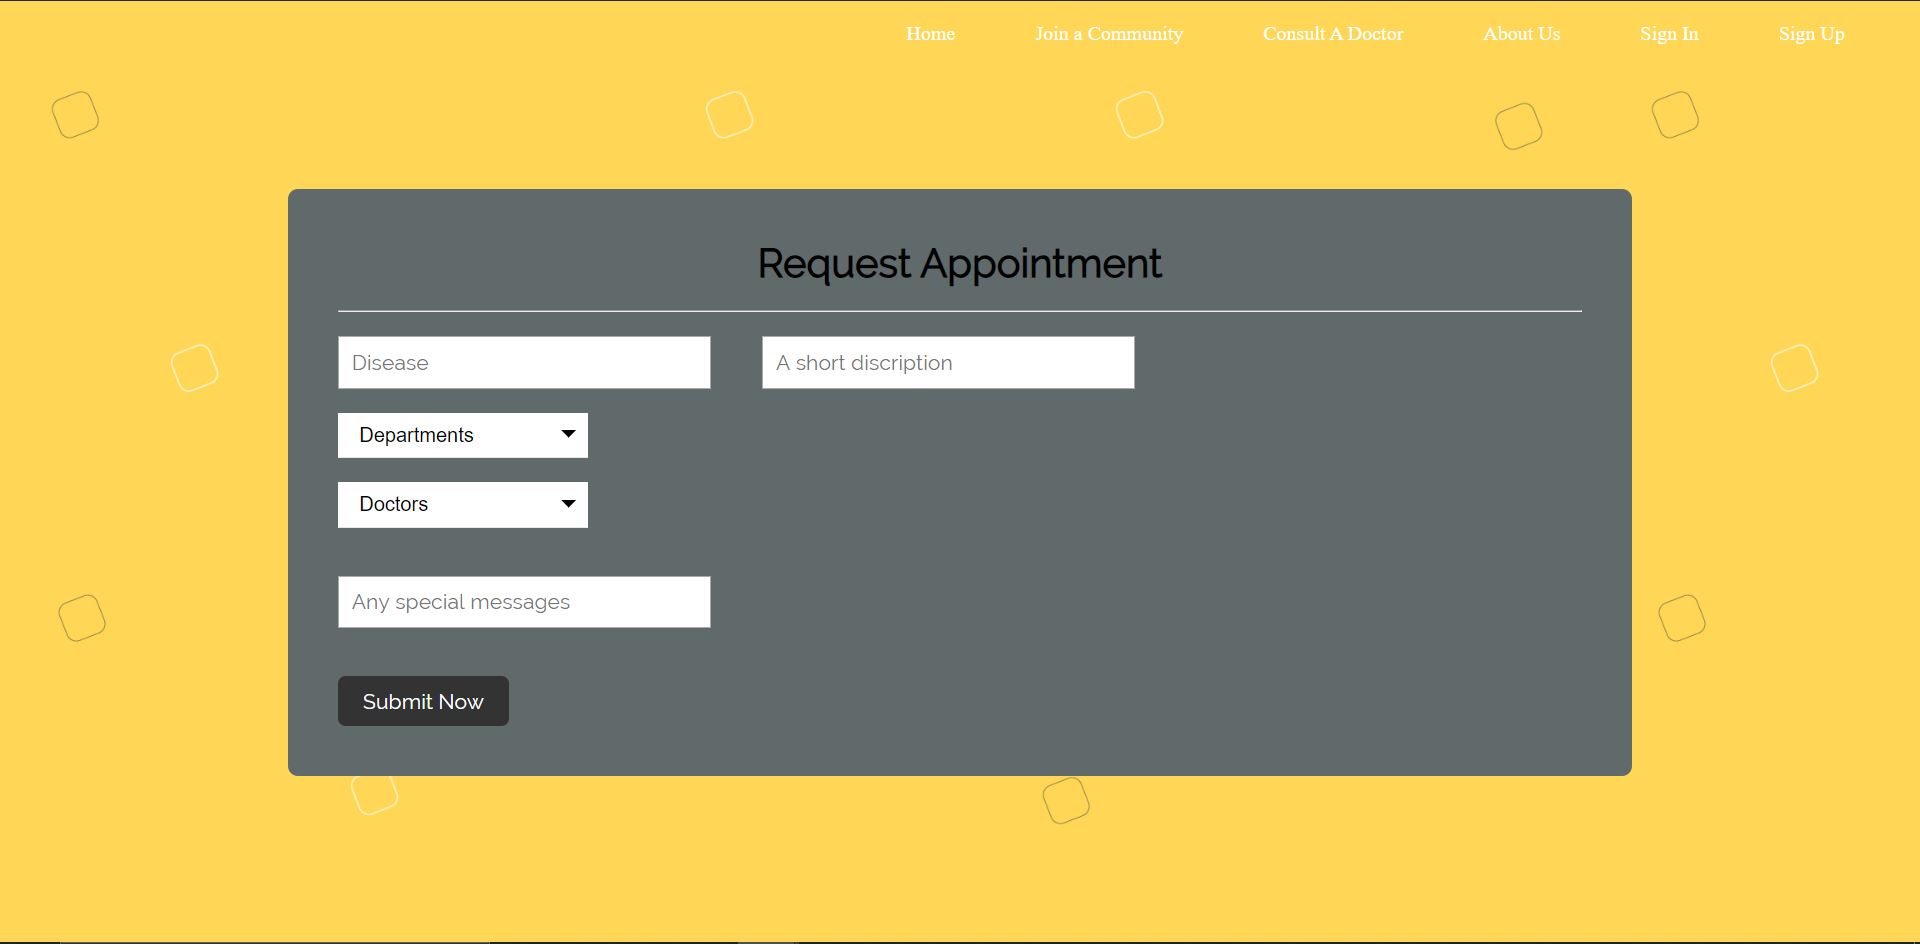 Home Join a Community Consult A Doctor About Us Sign In Sign Up
Request Appointment
Disease A short discription
Departments
Doctors
Any special messages
Submit Now